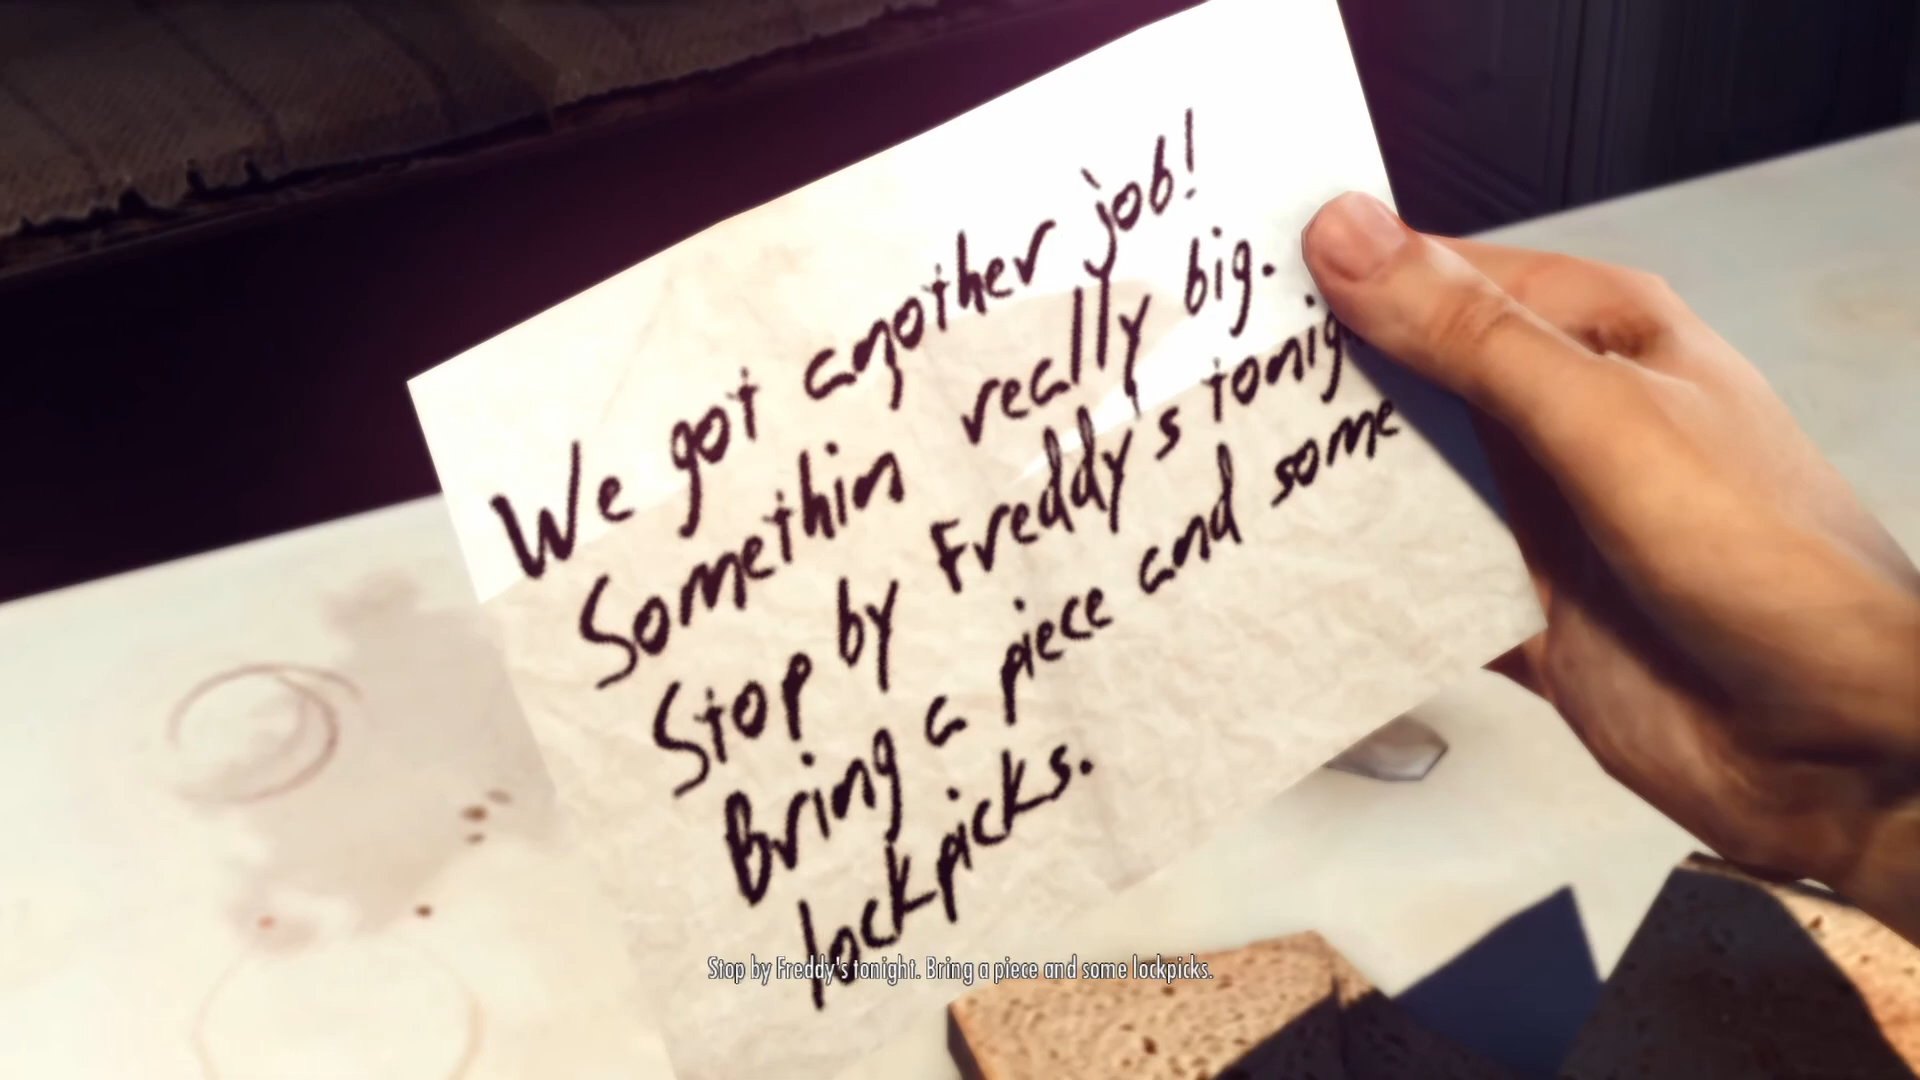 We got another job!
Somethin really big.
Stop by Freddy's tonig
Bring a piece and some
lockpicks.
Stop by Freddy's tonight. Bring a piece and some lockpicks.